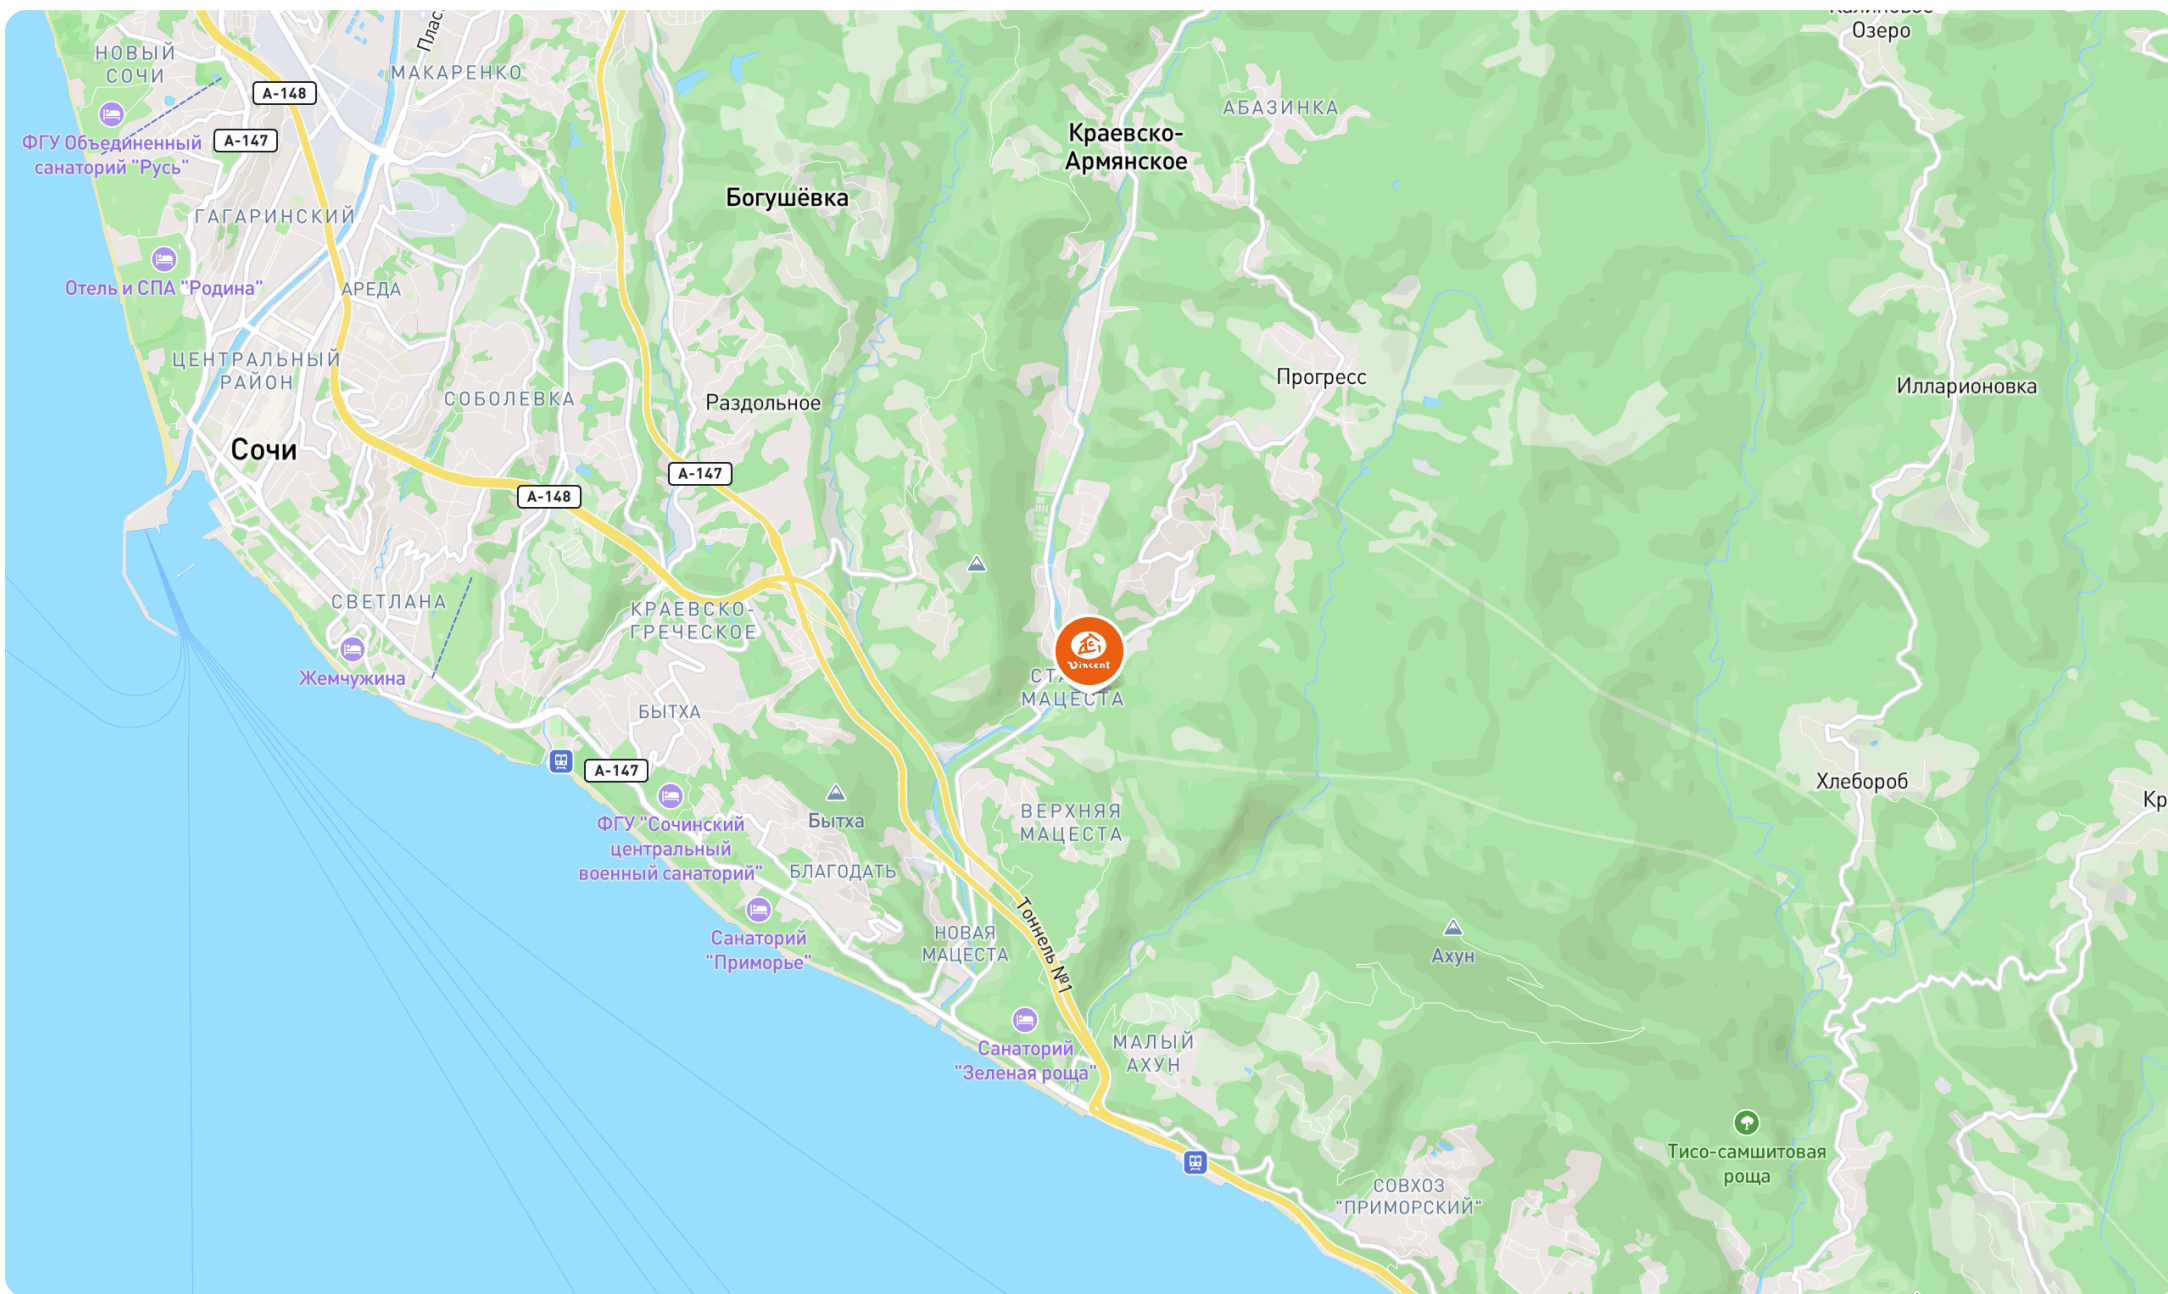 Калиновое
Озеро
НОВЫЙ
СОЧИ
МАКАРЕНКО
А-148
А-147
АБАЗИНКА
Краевско-
Армянское
ФГУ Объединенный
санаторий "Русь"
Богушёвка
ГАГАРИНСКИЙ
Отель и СПА "Родина"
АРЕДА
ЦЕНТРАЛЬНЫЙ
РАЙОН
СОБОЛЕВКА
Раздольное
Прогресс
Илларионовка
Сочи
А-147
А-148
СВЕТЛАНА
КРАЕВСКО-
ГРЕЧЕСКОЕ
Vincent
Жемчужина
МАЦЕСТА
БЫТХА
А-147
Хлебороб
ФГУ "Сочинский
центральный
военный санаторий"
Бытха
ВЕРХНЯЯ
МАЦЕСТА
БЛАГОДАТЬ
Санаторий
"Приморье"
НОВАЯ
МАЦЕСТА
Тоннель №1
Ахун
Санаторий
"Зеленая роща"
МАЛЫЙ
АХУН
Тисо-самшитовая
роща
СОВХОЗ
"ПРИМОРСКИЙ"